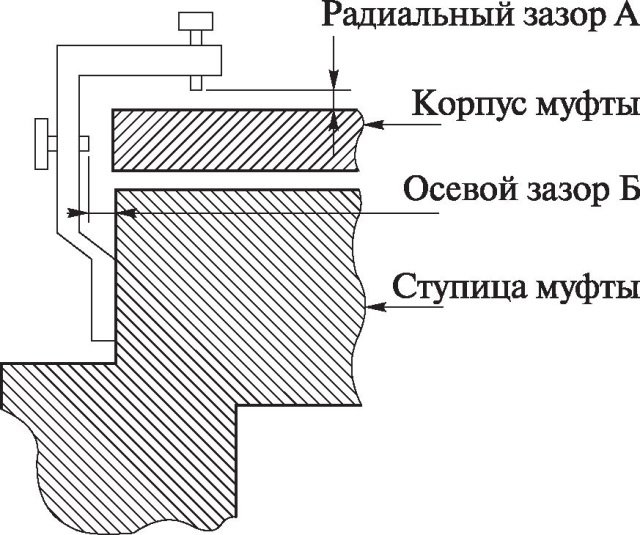 Радиальный зазор А
Корпус муфты
Осевой зазор Б
Ступица муфты